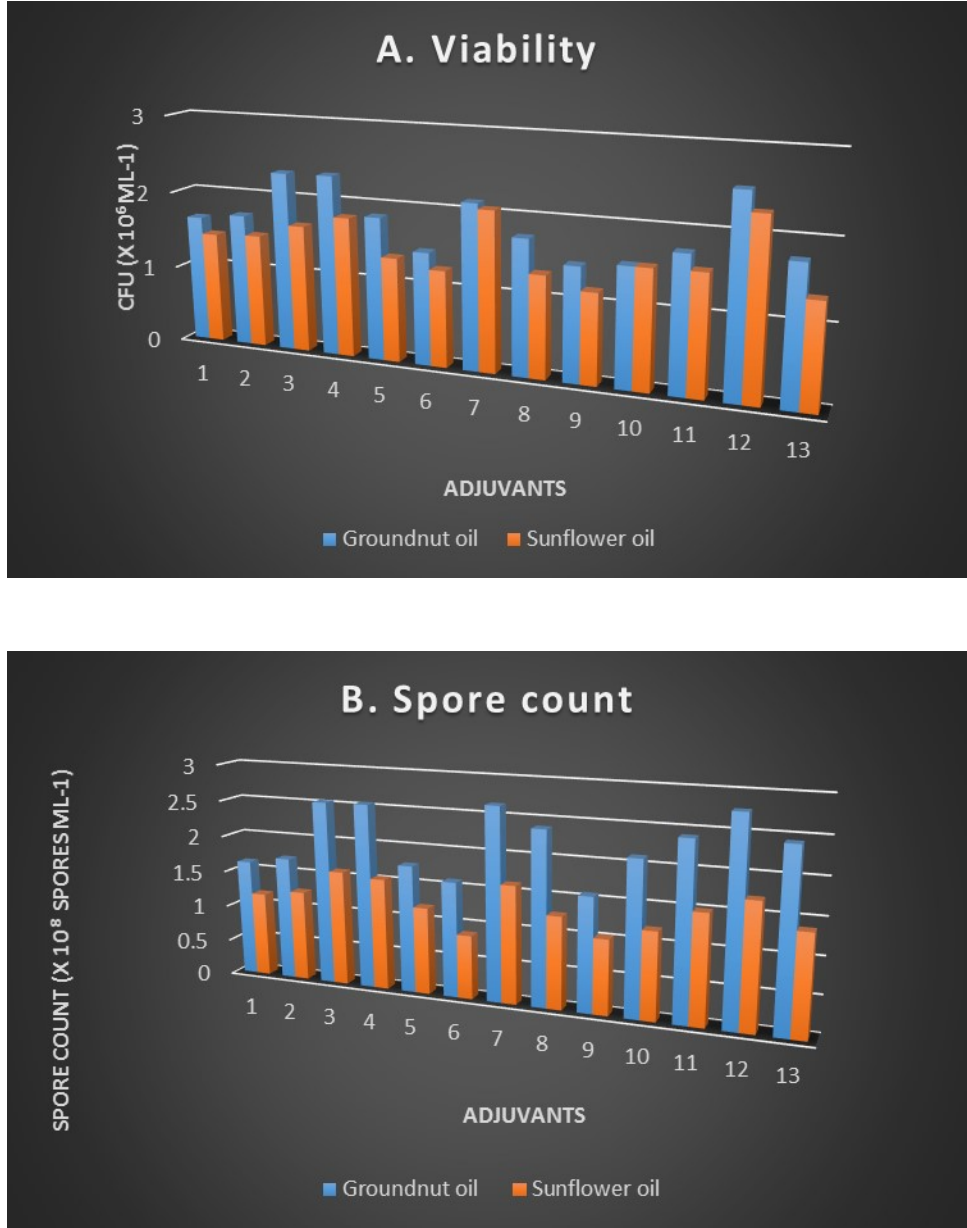 A. Viability
CFU (X 10⁶ML-1)
3
2
1
0
1 2 3 4 5 6 7 8 9 10 11 12 13
ADJUVANTS
Groundnut oil Sunflower oil
B. Spore count
SPORE COUNT (X 10⁸ SPORES ML-1)
3
2.5
2
1.5
1
0.5
0
1 2 3 4 5 6 7 8 9 10 11 12 13
ADJUVANTS
Groundnut oil Sunflower oil